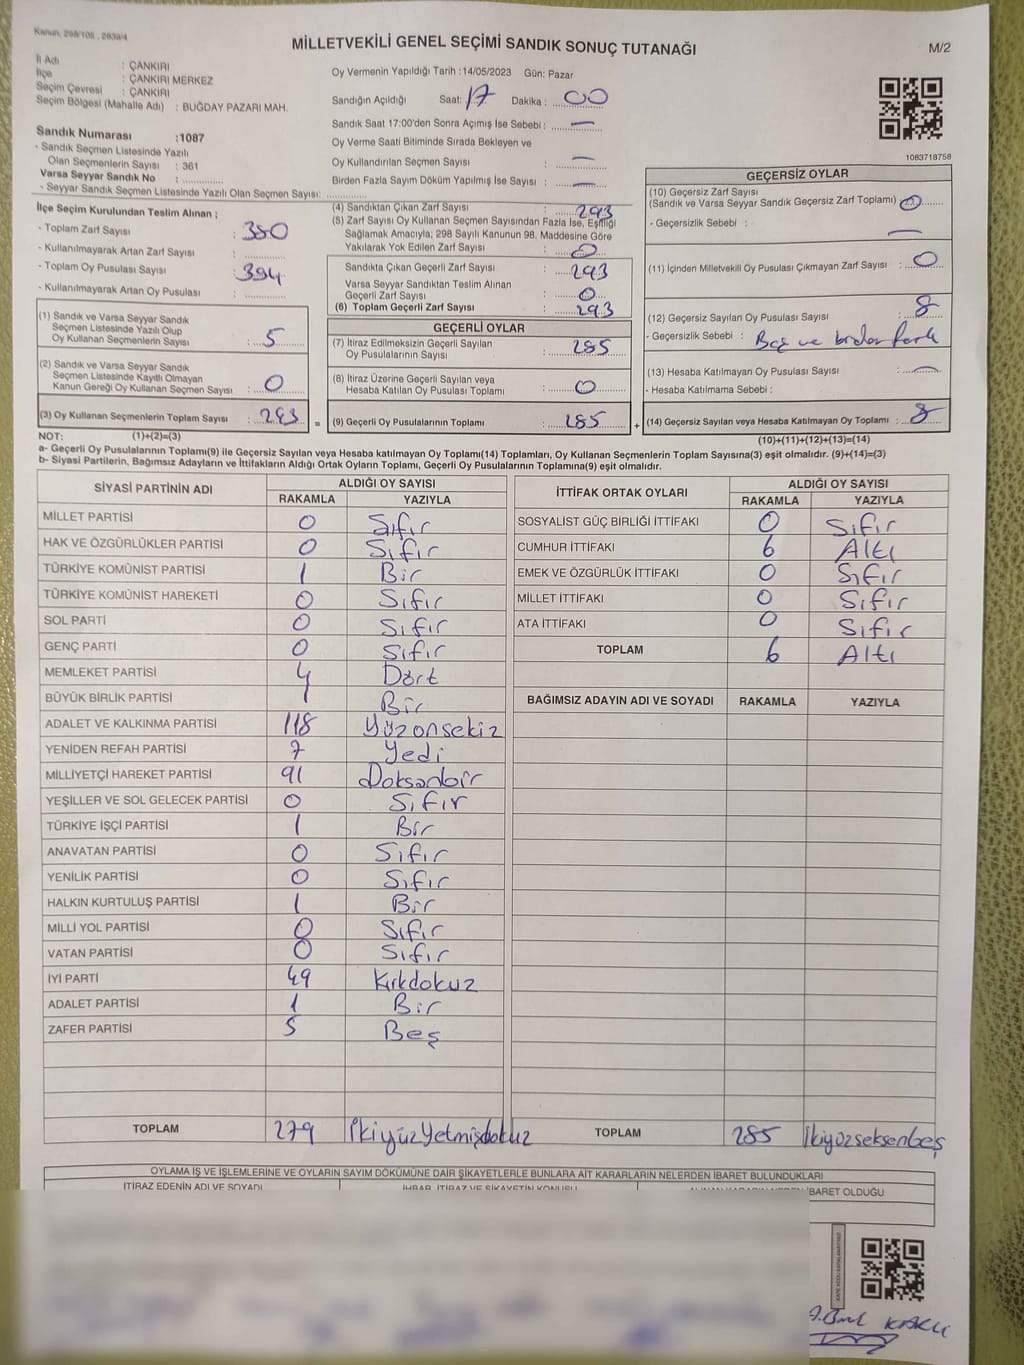 Kanun, 298/105 , 2839/4
MİLLETVEKİLİ GENEL SEÇİMİ SANDIK SONUÇ TUTANAĞI
M/2
İl Adı : ÇANKIRI
İlçe : ÇANKIRI MERKEZ
Seçim Çevresi : ÇANKIRI
Seçim Bölgesi (Mahalle Adı) : BUĞDAY PAZARI MAH.
Sandık Numarası :1087
- Sandık Seçmen Listesinde Yazılı
Olan Seçmenlerin Sayısı : 361
Varsa Seyyar Sandık No :
- Seyyar Sandık Seçmen Listesinde Yazılı Olan Seçmen Sayısı:
Oy Vermenin Yapıldığı Tarih :14/05/2023 Gün: Pazar
Sandığın Açıldığı Saat: 17 Dakika : 00
Sandık Saat 17:00'den Sonra Açımış İse Sebebi : —
Oy Verme Saati Bitiminde Sırada Bekleyen ve
Oy Kullandırılan Seçmen Sayısı : —
Birden Fazla Sayım Döküm Yapılmış İse Sayısı : —
1083718758
İlçe Seçim Kurulundan Teslim Alınan ;
- Toplam Zarf Sayısı : 380
- Kullanılmayarak Artan Zarf Sayısı :
- Toplam Oy Pusulası Sayısı : 394
- Kullanılmayarak Artan Oy Pusulası :
(1) Sandık ve Varsa Seyyar Sandık
Seçmen Listesinde Yazılı Olup
Oy Kullanan Seçmenlerin Sayısı : 5
(2) Sandık ve Varsa Seyyar Sandık
Seçmen Listesinde Kayıtlı Olmayan
Kanun Gereği Oy Kullanan Seçmen Sayısı : 0
(3) Oy Kullanan Seçmenlerin Toplam Sayısı : 293
(4) Sandıktan Çıkan Zarf Sayısı : 293
(5) Zarf Sayısı Oy Kullanan Seçmen Sayısından Fazla İse, Eşitliği
Sağlamak Amacıyla; 298 Sayılı Kanunun 98. Maddesine Göre
Yakılarak Yok Edilen Zarf Sayısı : 0
Sandıkta Çıkan Geçerli Zarf Sayısı : 293
Varsa Seyyar Sandıktan Teslim Alınan
Geçerli Zarf Sayısı : 0
(6) Toplam Geçerli Zarf Sayısı : 293
GEÇERLİ OYLAR
(7) İtiraz Edilmeksizin Geçerli Sayılan
Oy Pusulalarının Sayısı : 285
(8) İtiraz Üzerine Geçerli Sayılan veya
Hesaba Katılan Oy Pusulası Toplamı : 0
= (9) Geçerli Oy Pusulalarının Toplamı : 285
GEÇERSİZ OYLAR
(10) Geçersiz Zarf Sayısı
(Sandık ve Varsa Seyyar Sandık Geçersiz Zarf Toplamı) : 0
- Geçersizlik Sebebi : —
(11) İçinden Milletvekili Oy Pusulası Çıkmayan Zarf Sayısı : 0
(12) Geçersiz Sayılan Oy Pusulası Sayısı : 8
- Geçersizlik Sebebi : Boş ve birden fazla
(13) Hesaba Katılmayan Oy Pusulası Sayısı : —
- Hesaba Katılmama Sebebi :
+ (14) Geçersiz Sayılan veya Hesaba Katılmayan Oy Toplamı : 8
NOT: (1)+(2)=(3)
(10)+(11)+(12)+(13)=(14)
a- Geçerli Oy Pusulalarının Toplamı(9) ile Geçersiz Sayılan veya Hesaba katılmayan Oy Toplamı(14) Toplamları, Oy Kullanan Seçmenlerin Toplam Sayısına(3) eşit olmalıdır. (9)+(14)=(3)
b- Siyasi Partilerin, Bağımsız Adayların ve İttifakların Aldığı Ortak Oyların Toplamı, Geçerli Oy Pusulalarının Toplamına(9) eşit olmalıdır.
SİYASİ PARTİNİN ADI ALDIĞI OY SAYISI
RAKAMLA YAZIYLA
MİLLET PARTİSİ 0 Sıfır
HAK VE ÖZGÜRLÜKLER PARTİSİ 0 Sıfır
TÜRKİYE KOMÜNİST PARTİSİ 1 Bir
TÜRKİYE KOMÜNİST HAREKETİ 0 Sıfır
SOL PARTİ 0 Sıfır
GENÇ PARTİ 0 Sıfır
MEMLEKET PARTİSİ 4 Dört
BÜYÜK BİRLİK PARTİSİ 1 Bir
ADALET VE KALKINMA PARTİSİ 118 Yüzonsekiz
YENİDEN REFAH PARTİSİ 7 Yedi
MİLLİYETÇİ HAREKET PARTİSİ 91 Doksanbir
YEŞİLLER VE SOL GELECEK PARTİSİ 0 Sıfır
TÜRKİYE İŞÇİ PARTİSİ 1 Bir
ANAVATAN PARTİSİ 0 Sıfır
YENİLİK PARTİSİ 0 Sıfır
HALKIN KURTULUŞ PARTİSİ 1 Bir
MİLLİ YOL PARTİSİ 0 Sıfır
VATAN PARTİSİ 0 Sıfır
İYİ PARTİ 49 Kırkdokuz
ADALET PARTİSİ 1 Bir
ZAFER PARTİSİ 5 Beş
TOPLAM 279 İkiyüzyetmişdokuz
İTTİFAK ORTAK OYLARI ALDIĞI OY SAYISI
RAKAMLA YAZIYLA
SOSYALİST GÜÇ BİRLİĞİ İTTİFAKI 0 Sıfır
CUMHUR İTTİFAKI 6 Altı
EMEK VE ÖZGÜRLÜK İTTİFAKI 0 Sıfır
MİLLET İTTİFAKI 0 Sıfır
ATA İTTİFAKI 0 Sıfır
TOPLAM 6 Altı
BAĞIMSIZ ADAYIN ADI VE SOYADI RAKAMLA YAZIYLA
TOPLAM 285 İkiyüzseksenbeş
OYLAMA İŞ VE İŞLEMLERİNE VE OYLARIN SAYIM DÖKÜMÜNE DAİR ŞİKAYETLERLE BUNLARA AİT KARARLARIN NELERDEN İBARET BULUNDUKLARI
İTİRAZ EDENİN ADI VE SOYADI İHBAR, İTİRAZ VE ŞİKAYETİN KONUSU İBARET OLDUĞU